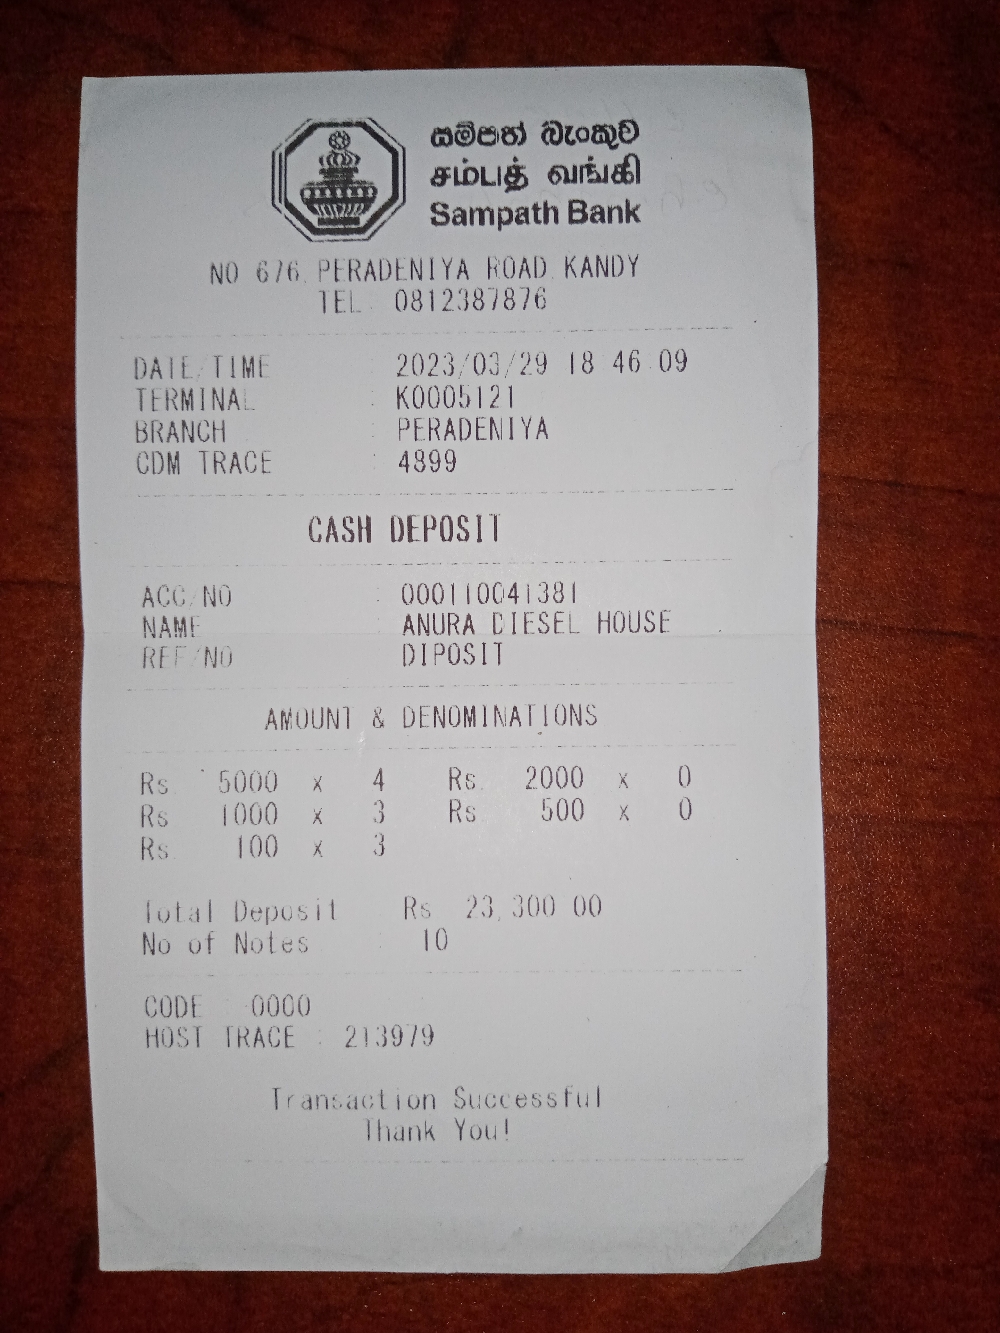 සම්පත් බැංකුව
சம்பத் வங்கி
Sampath Bank
NO 676, PERADENIYA ROAD, KANDY
TEL : 0812387876
DATE/TIME : 2023/03/29 18:46:09
TERMINAL : K0005121
BRANCH : PERADENIYA
CDM TRACE : 4899
CASH DEPOSIT
ACC/NO : 000110041381
NAME : ANURA DIESEL HOUSE
REF/NO : DIPOSIT
AMOUNT & DENOMINATIONS
Rs. 5000 x 4 Rs. 2000 x 0
Rs. 1000 x 3 Rs. 500 x 0
Rs. 100 x 3
Total Deposit : Rs. 23,300.00
No of Notes : 10
CODE : 0000
HOST TRACE : 213979
Transaction Successful
Thank You!